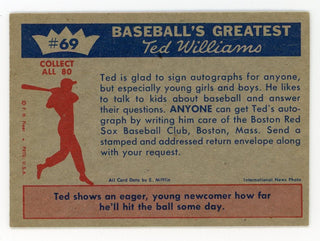 #69
BASEBALL'S GREATEST
Ted Williams
COLLECT
ALL 80
Ted is glad to sign autographs for anyone,
but especially young girls and boys. He likes
to talk to kids about baseball and answer
their questions. ANYONE can get Ted's auto-
graph by writing him care of the Boston Red
Sox Baseball Club, Boston, Mass. Send a
stamped and addressed return envelope along
with your request.
All Card Data by E. Mifflin
International News Photo
Ted shows an eager, young newcomer how far
he'll hit the ball some day.